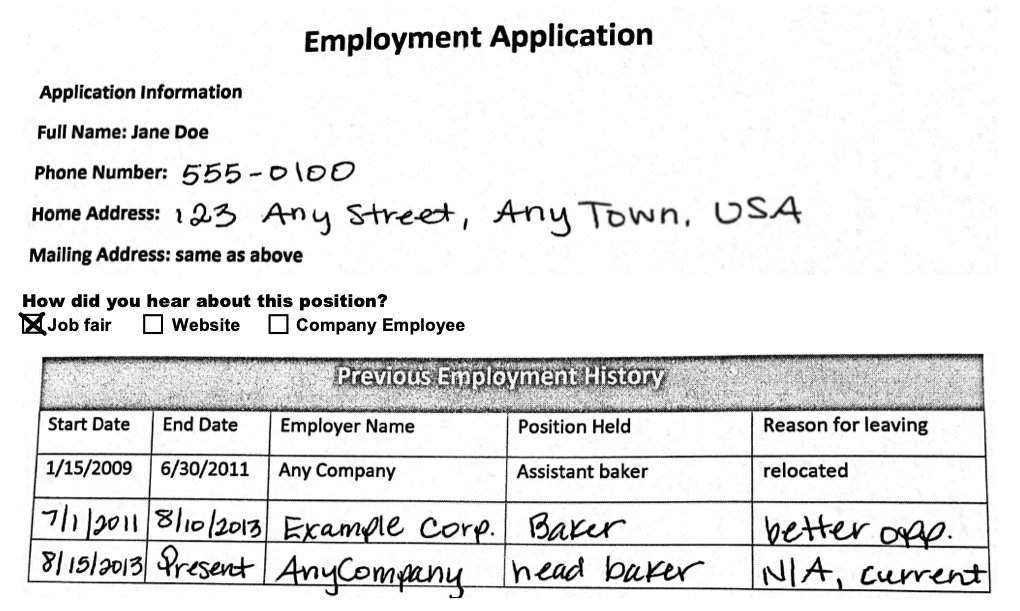 Employment Application
Application Information
Full Name: Jane Doe
Phone Number: 555-0100
Home Address: 123 Any Street, Any Town, USA
Mailing Address: same as above
How did you hear about this position?
Job fair Website Company Employee
Previous Employment History
Start Date End Date Employer Name Position Held Reason for leaving
1/15/2009 6/30/2011 Any Company Assistant baker relocated
7/1/2011 8/10/2013 Example Corp. Baker better opp.
8/15/2013 Present AnyCompany head baker N/A, current